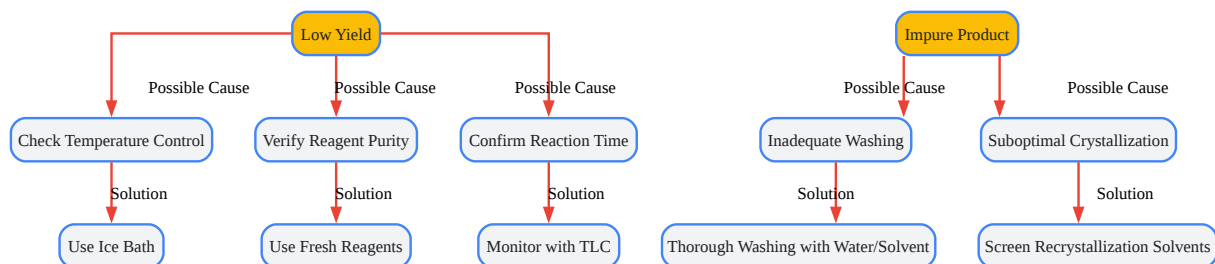 Low Yield
Impure Product
Possible Cause
Possible Cause
Possible Cause
Possible Cause
Possible Cause
Check Temperature Control
Verify Reagent Purity
Confirm Reaction Time
Inadequate Washing
Suboptimal Crystallization
Solution
Solution
Solution
Solution
Solution
Use Ice Bath
Use Fresh Reagents
Monitor with TLC
Thorough Washing with Water/Solvent
Screen Recrystallization Solvents